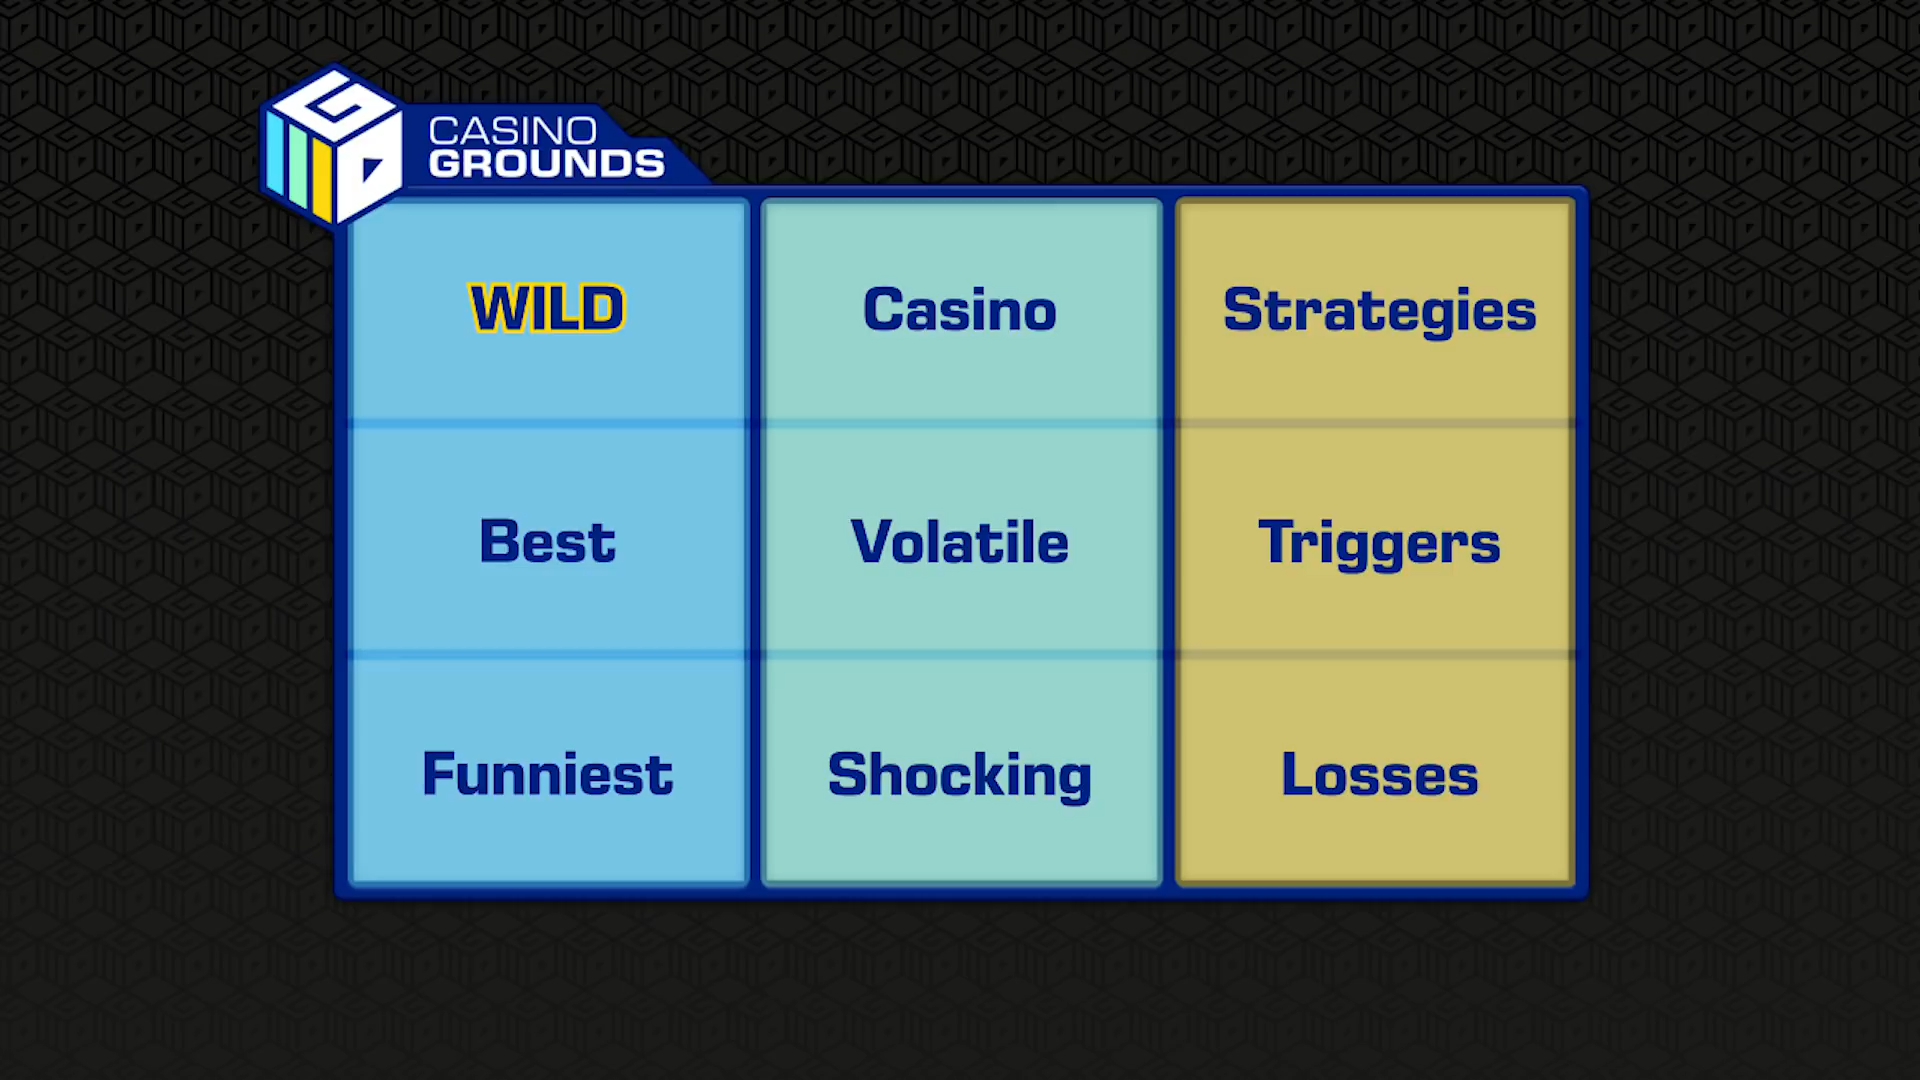 CASINO
GROUNDS
WILD Casino Strategies
Best Volatile Triggers
Funniest Shocking Losses